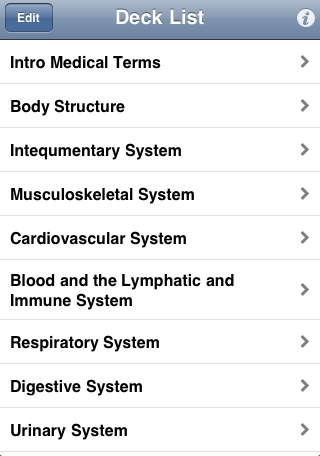 Edit
Deck List
i
Intro Medical Terms
Body Structure
Intequmentary System
Musculoskeletal System
Cardiovascular System
Blood and the Lymphatic and
Immune System
Respiratory System
Digestive System
Urinary System